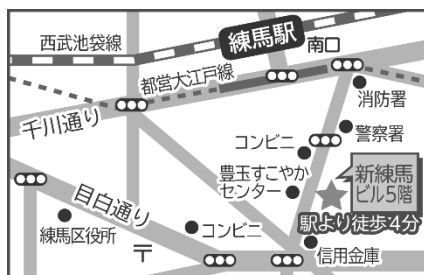 西武池袋線
練馬駅
南口
都営大江戸線
千川通り
消防署
警察署
コンビニ
豊玉すこやか
センター
新練馬
ビル5階
駅より徒歩4分
目白通り
練馬区役所
コンビニ
信用金庫
〒